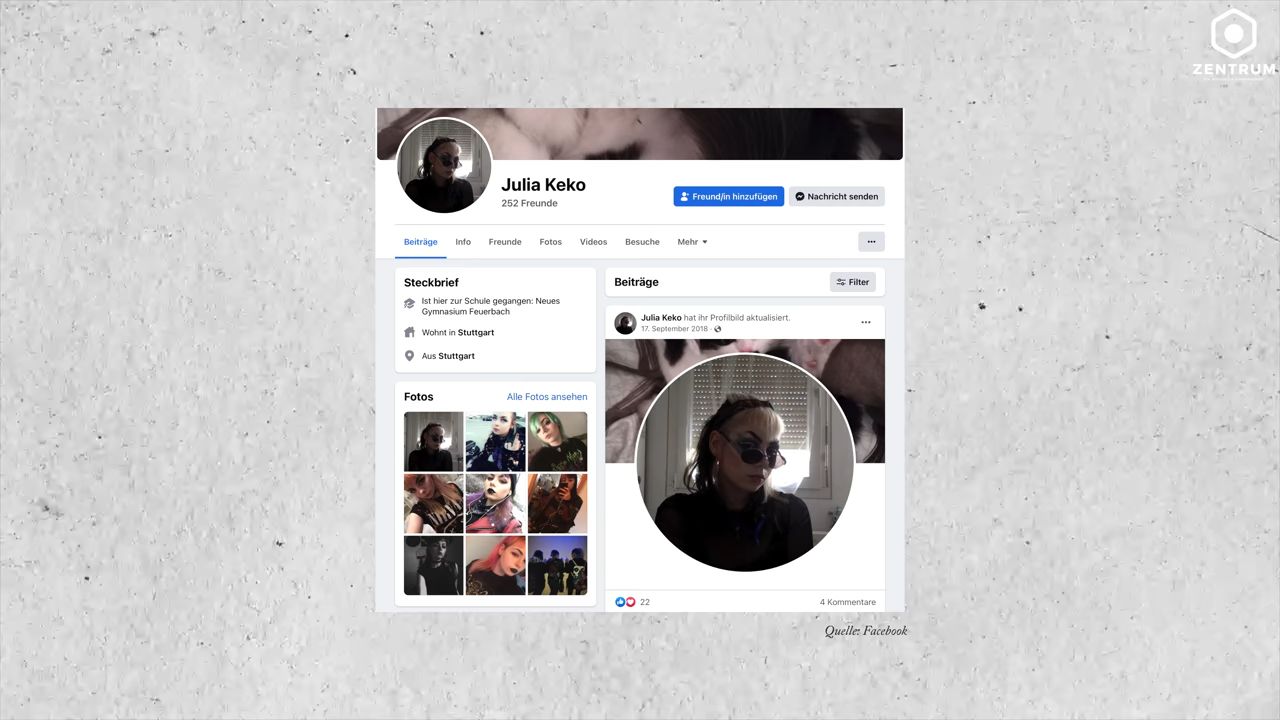 ZENTRUM
Julia Keko
252 Freunde
Freund/in hinzufügen
Nachricht senden
Beiträge Info Freunde Fotos Videos Besuche Mehr
Steckbrief
Ist hier zur Schule gegangen: Neues
Gymnasium Feuerbach
Wohnt in Stuttgart
Aus Stuttgart
Fotos
Alle Fotos ansehen
Beiträge
Filter
Julia Keko hat ihr Profilbild aktualisiert.
17. September 2018 ·
22
4 Kommentare
Quelle: Facebook